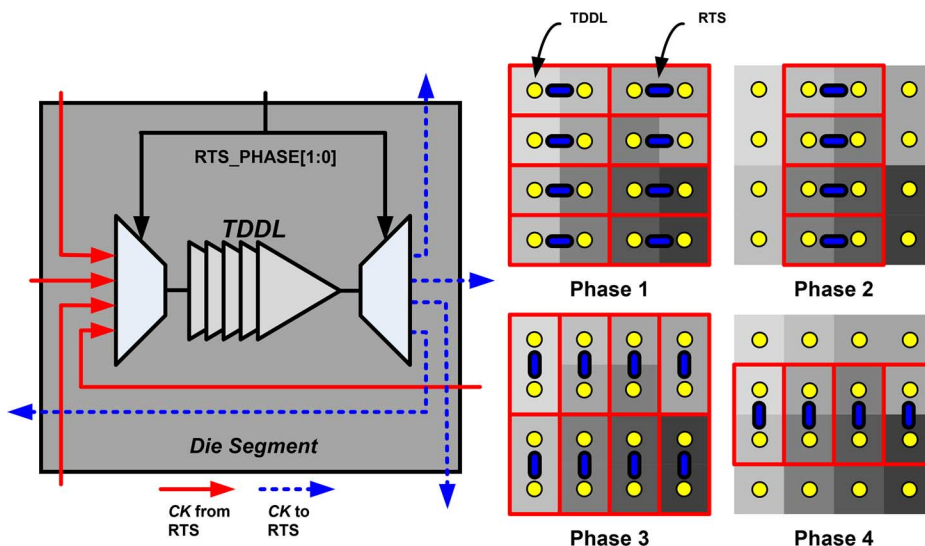 TDDL
RTS
RTS_PHASE[1:0]
TDDL
Die Segment
CK from
RTS
CK to
RTS
Phase 1
Phase 2
Phase 3
Phase 4